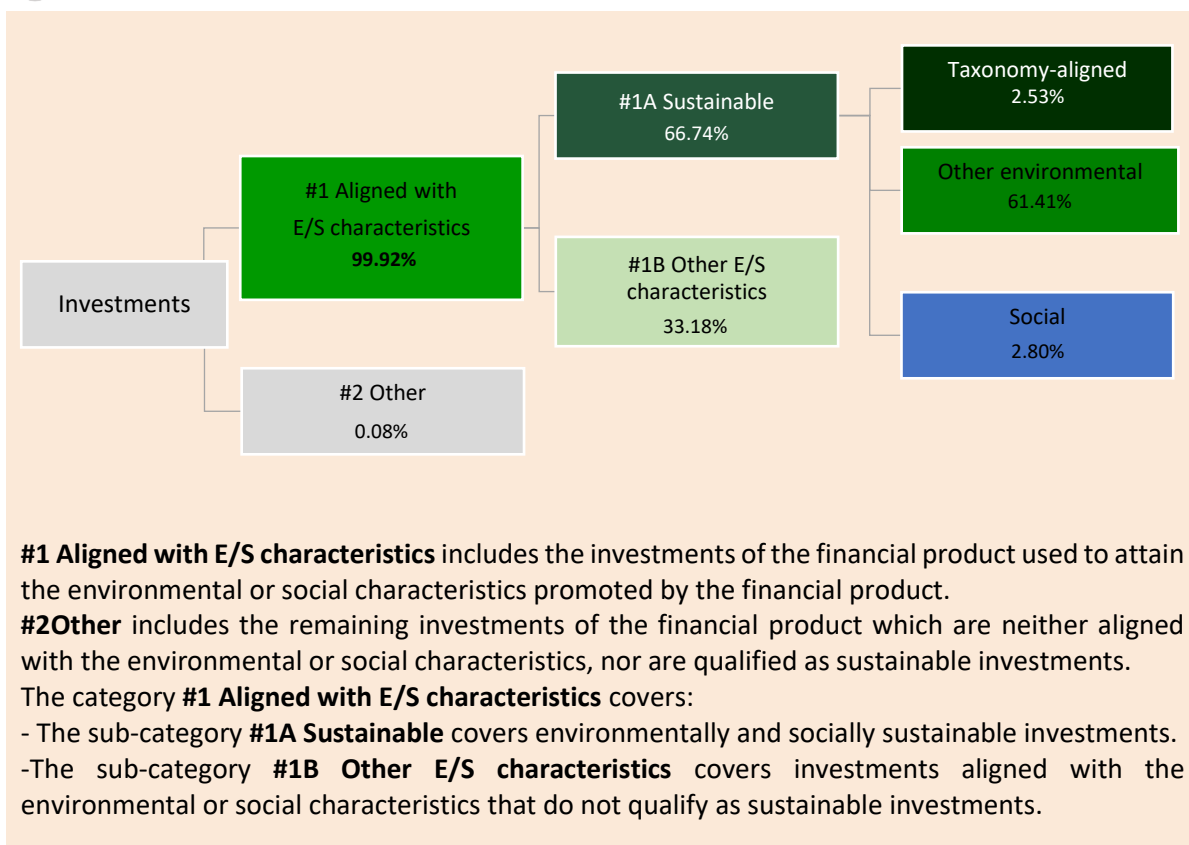 Investments
#1 Aligned with
E/S characteristics
99.92%
#2 Other
0.08%
#1A Sustainable
66.74%
#1B Other E/S
characteristics
33.18%
Taxonomy-aligned
2.53%
Other environmental
61.41%
Social
2.80%
#1 Aligned with E/S characteristics includes the investments of the financial product used to attain
the environmental or social characteristics promoted by the financial product.
#2Other includes the remaining investments of the financial product which are neither aligned
with the environmental or social characteristics, nor are qualified as sustainable investments.
The category #1 Aligned with E/S characteristics covers:
- The sub-category #1A Sustainable covers environmentally and socially sustainable investments.
-The sub-category #1B Other E/S characteristics covers investments aligned with the
environmental or social characteristics that do not qualify as sustainable investments.